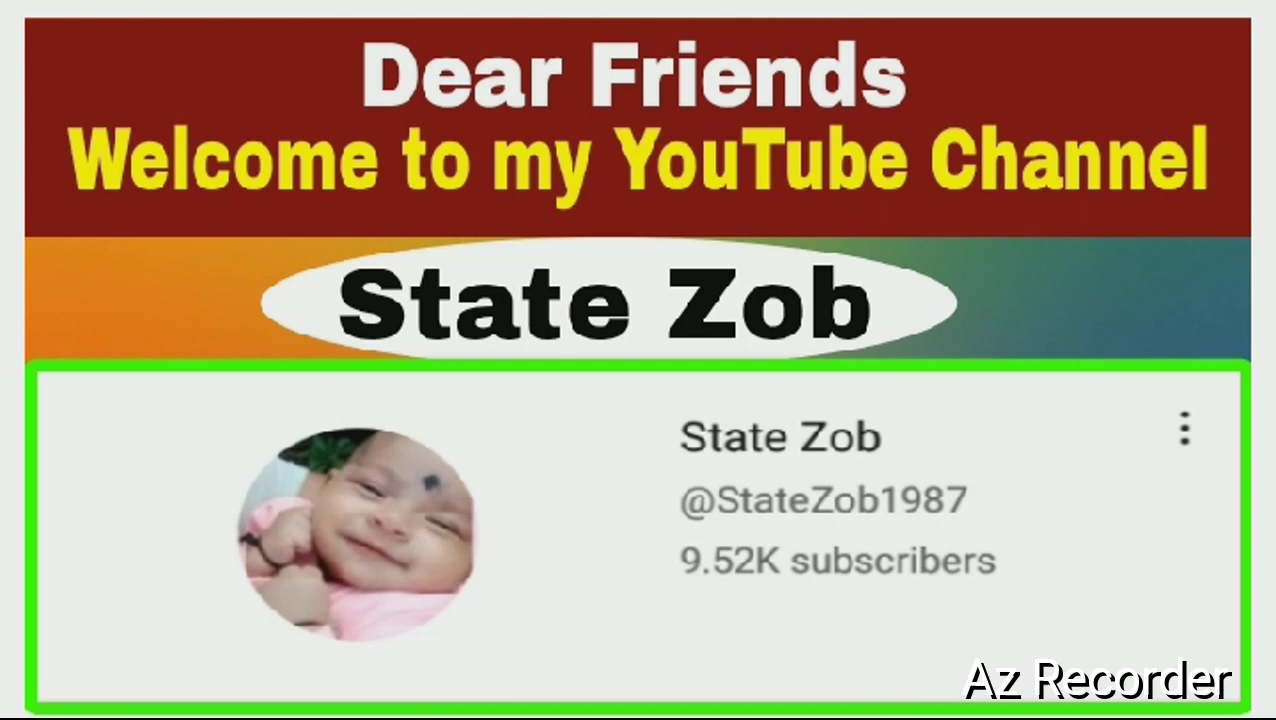 Dear Friends
Welcome to my YouTube Channel
State Zob
State Zob
@StateZob1987
9.52K subscribers
Az Recorder